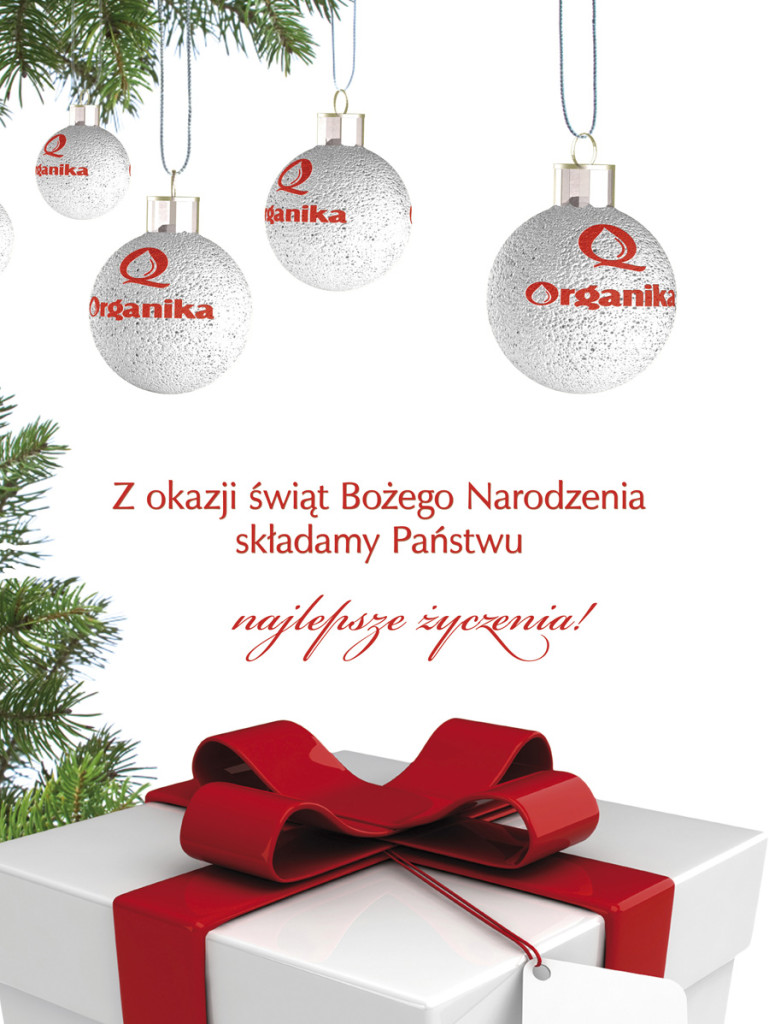 Organika
Organika
Organika
Organika
Z okazji świąt Bożego Narodzenia
składamy Państwu
najlepsze życzenia!